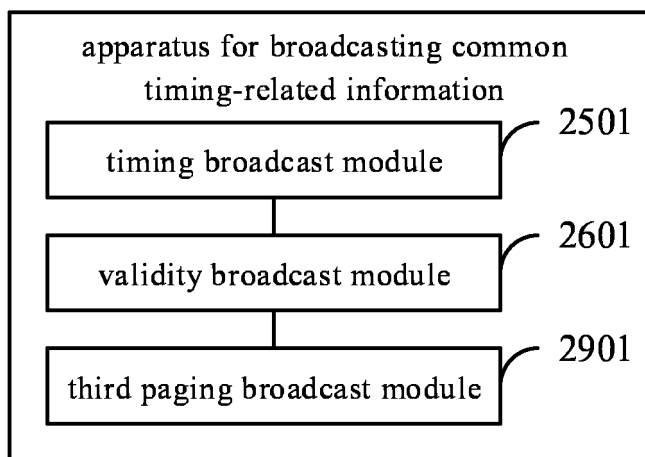 apparatus for broadcasting common
timing-related information
2501
timing broadcast module
2601
validity broadcast module
2901
third paging broadcast module